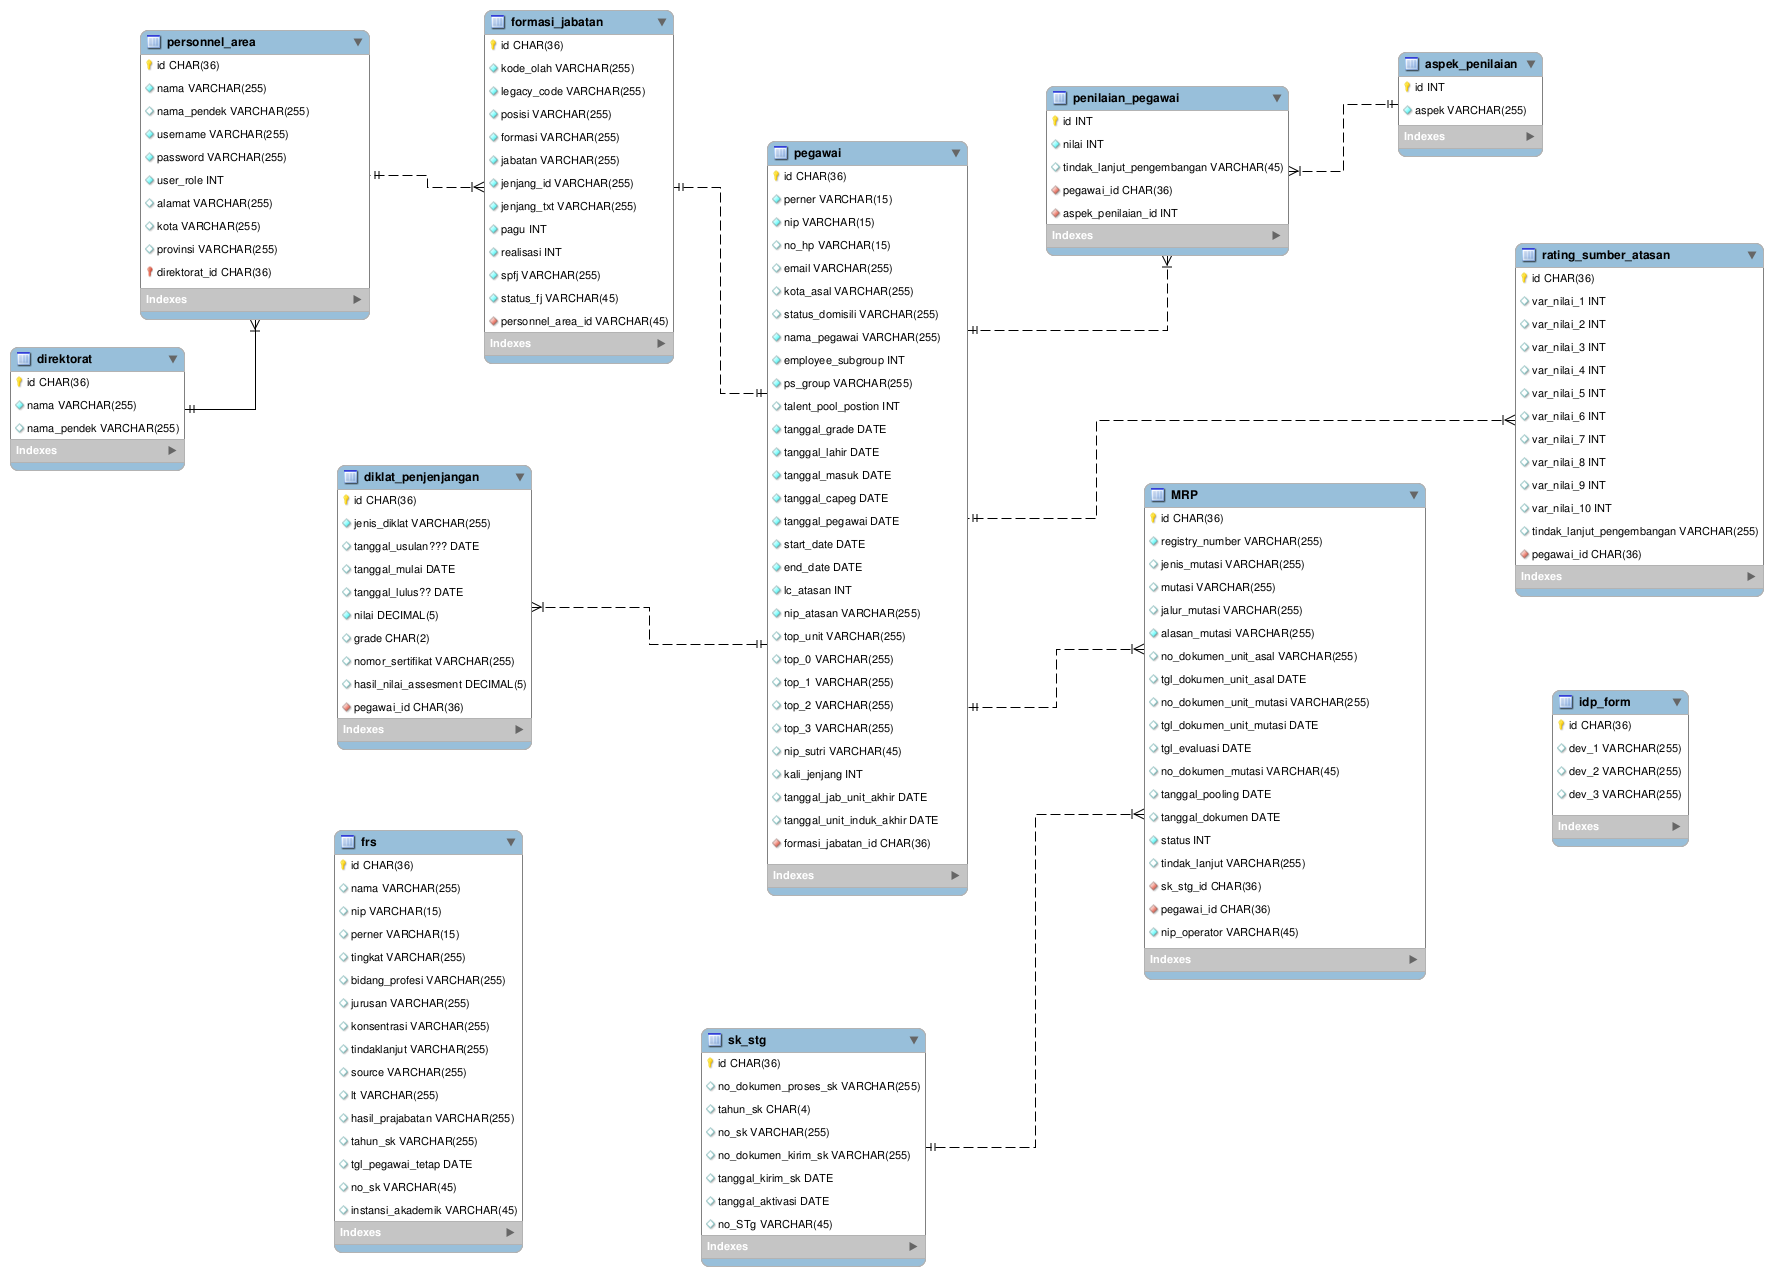 personnel_area
id CHAR(36)
nama VARCHAR(255)
nama_pendek VARCHAR(255)
username VARCHAR(255)
password VARCHAR(255)
user_role INT
alamat VARCHAR(255)
kota VARCHAR(255)
provinsi VARCHAR(255)
direktorat_id CHAR(36)
Indexes
direktorat
id CHAR(36)
nama VARCHAR(255)
nama_pendek VARCHAR(255)
Indexes
formasi_jabatan
id CHAR(36)
kode_olah VARCHAR(255)
legacy_code VARCHAR(255)
posisi VARCHAR(255)
formasi VARCHAR(255)
jabatan VARCHAR(255)
jenjang_id VARCHAR(255)
jenjang_txt VARCHAR(255)
pagu INT
realisasi INT
spfj VARCHAR(255)
status_fj VARCHAR(45)
personnel_area_id VARCHAR(45)
Indexes
diklat_penjenjangan
id CHAR(36)
jenis_diklat VARCHAR(255)
tanggal_usulan??? DATE
tanggal_mulai DATE
tanggal_lulus?? DATE
nilai DECIMAL(5)
grade CHAR(2)
nomor_sertifikat VARCHAR(255)
hasil_nilai_assesment DECIMAL(5)
pegawai_id CHAR(36)
Indexes
frs
id CHAR(36)
nama VARCHAR(255)
nip VARCHAR(15)
perner VARCHAR(15)
tingkat VARCHAR(255)
bidang_profesi VARCHAR(255)
jurusan VARCHAR(255)
konsentrasi VARCHAR(255)
tindaklanjut VARCHAR(255)
source VARCHAR(255)
lt VARCHAR(255)
hasil_prajabatan VARCHAR(255)
tahun_sk VARCHAR(255)
tgl_pegawai_tetap DATE
no_sk VARCHAR(45)
instansi_akademik VARCHAR(45)
Indexes
pegawai
id CHAR(36)
perner VARCHAR(15)
nip VARCHAR(15)
no_hp VARCHAR(15)
email VARCHAR(255)
kota_asal VARCHAR(255)
status_domisili VARCHAR(255)
nama_pegawai VARCHAR(255)
employee_subgroup INT
ps_group VARCHAR(255)
talent_pool_postion INT
tanggal_grade DATE
tanggal_lahir DATE
tanggal_masuk DATE
tanggal_capeg DATE
tanggal_pegawai DATE
start_date DATE
end_date DATE
lc_atasan INT
nip_atasan VARCHAR(255)
top_unit VARCHAR(255)
top_0 VARCHAR(255)
top_1 VARCHAR(255)
top_2 VARCHAR(255)
top_3 VARCHAR(255)
nip_sutri VARCHAR(45)
kali_jenjang INT
tanggal_jab_unit_akhir DATE
tanggal_unit_induk_akhir DATE
formasi_jabatan_id CHAR(36)
Indexes
sk_stg
id CHAR(36)
no_dokumen_proses_sk VARCHAR(255)
tahun_sk CHAR(4)
no_sk VARCHAR(255)
no_dokumen_kirim_sk VARCHAR(255)
tanggal_kirim_sk DATE
tanggal_aktivasi DATE
no_STg VARCHAR(45)
Indexes
penilaian_pegawai
id INT
nilai INT
tindak_lanjut_pengembangan VARCHAR(45)
pegawai_id CHAR(36)
aspek_penilaian_id INT
Indexes
aspek_penilaian
id INT
aspek VARCHAR(255)
Indexes
MRP
id CHAR(36)
registry_number VARCHAR(255)
jenis_mutasi VARCHAR(255)
mutasi VARCHAR(255)
jalur_mutasi VARCHAR(255)
alasan_mutasi VARCHAR(255)
no_dokumen_unit_asal VARCHAR(255)
tgl_dokumen_unit_asal DATE
no_dokumen_unit_mutasi VARCHAR(255)
tgl_dokumen_unit_mutasi DATE
tgl_evaluasi DATE
no_dokumen_mutasi VARCHAR(45)
tanggal_pooling DATE
tanggal_dokumen DATE
status INT
tindak_lanjut VARCHAR(255)
sk_stg_id CHAR(36)
pegawai_id CHAR(36)
nip_operator VARCHAR(45)
Indexes
rating_sumber_atasan
id CHAR(36)
var_nilai_1 INT
var_nilai_2 INT
var_nilai_3 INT
var_nilai_4 INT
var_nilai_5 INT
var_nilai_6 INT
var_nilai_7 INT
var_nilai_8 INT
var_nilai_9 INT
var_nilai_10 INT
tindak_lanjut_pengembangan VARCHAR(255)
pegawai_id CHAR(36)
Indexes
idp_form
id CHAR(36)
dev_1 VARCHAR(255)
dev_2 VARCHAR(255)
dev_3 VARCHAR(255)
Indexes